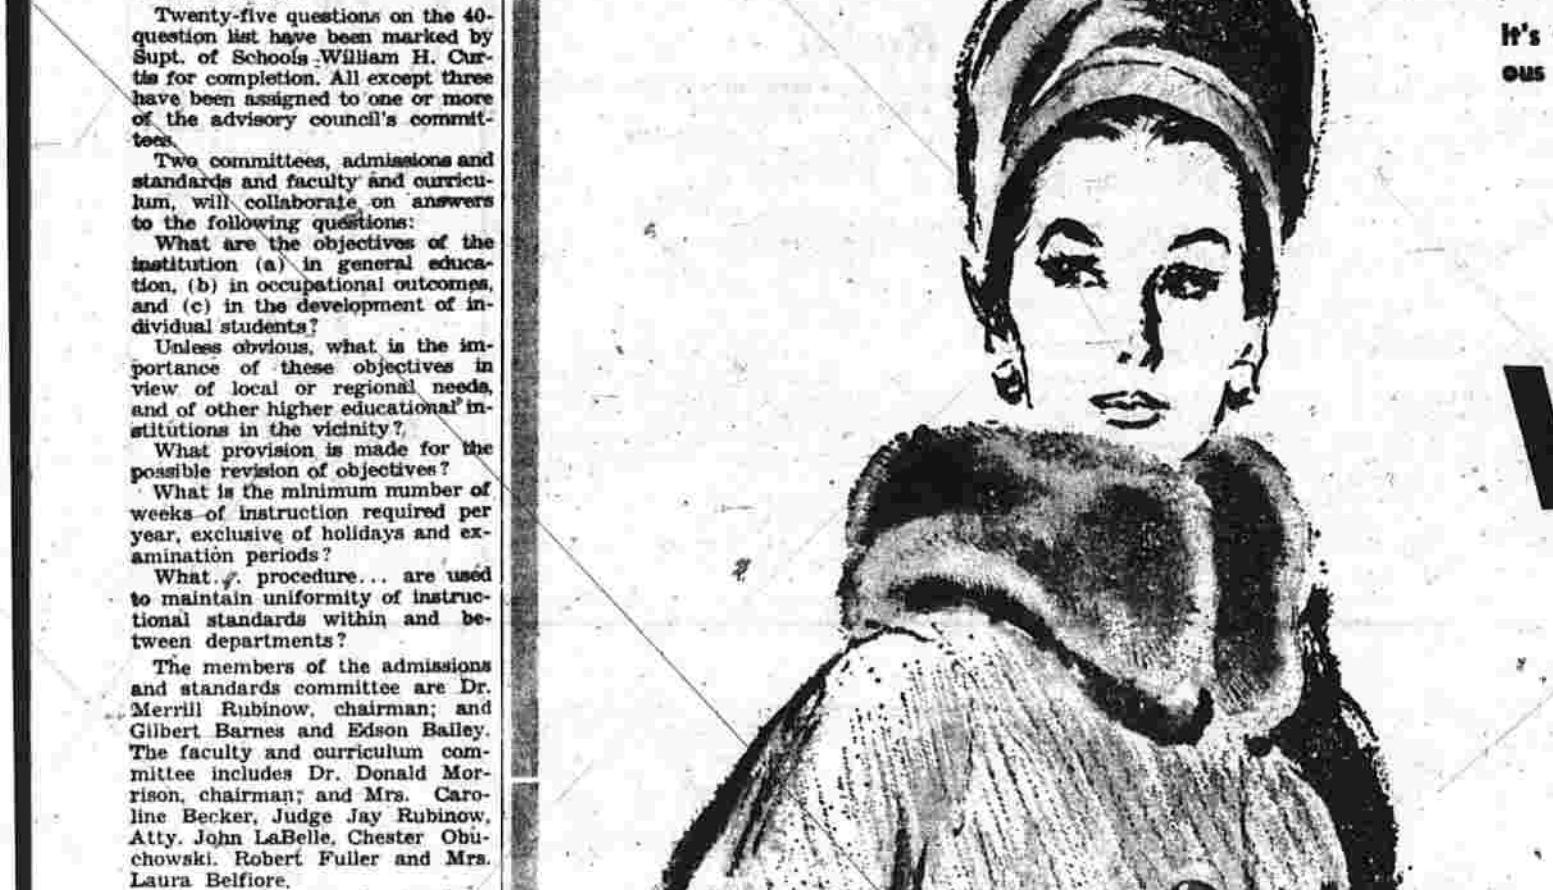 Twenty-five questions on the 40-
question list have been marked by
Supt. of Schools William H. Cur-
tis for completion. All except three
have been assigned to one or more
of the advisory council's commit-
tees.
Two committees, admissions and
standards and faculty and curricu-
lum, will collaborate on answers
to the following questions:
What are the objectives of the
institution (a) in general educa-
tion, (b) in occupational outcomes,
and (c) in the development of in-
dividual students?
Unless obvious, what is the im-
portance of these objectives in
view of local or regional needs,
and of other higher educational in-
stitutions in the vicinity?
What provision is made for the
possible revision of objectives?
What is the minimum number of
weeks of instruction required per
year, exclusive of holidays and ex-
amination periods?
What . . . procedure... are used
to maintain uniformity of instruc-
tional standards within and be-
tween departments?
The members of the admissions
and standards committee are Dr.
Merrill Rubinow, chairman; and
Gilbert Barnes and Edson Bailey.
The faculty and curriculum com-
mittee includes Dr. Donald Mor-
rison, chairman; and Mrs. Caro-
line Becker, Judge Jay Rubinow,
Atty. John LaBelle, Chester Obu-
chowski, Robert Fuller and Mrs.
Laura Belfiore.
It's
ous